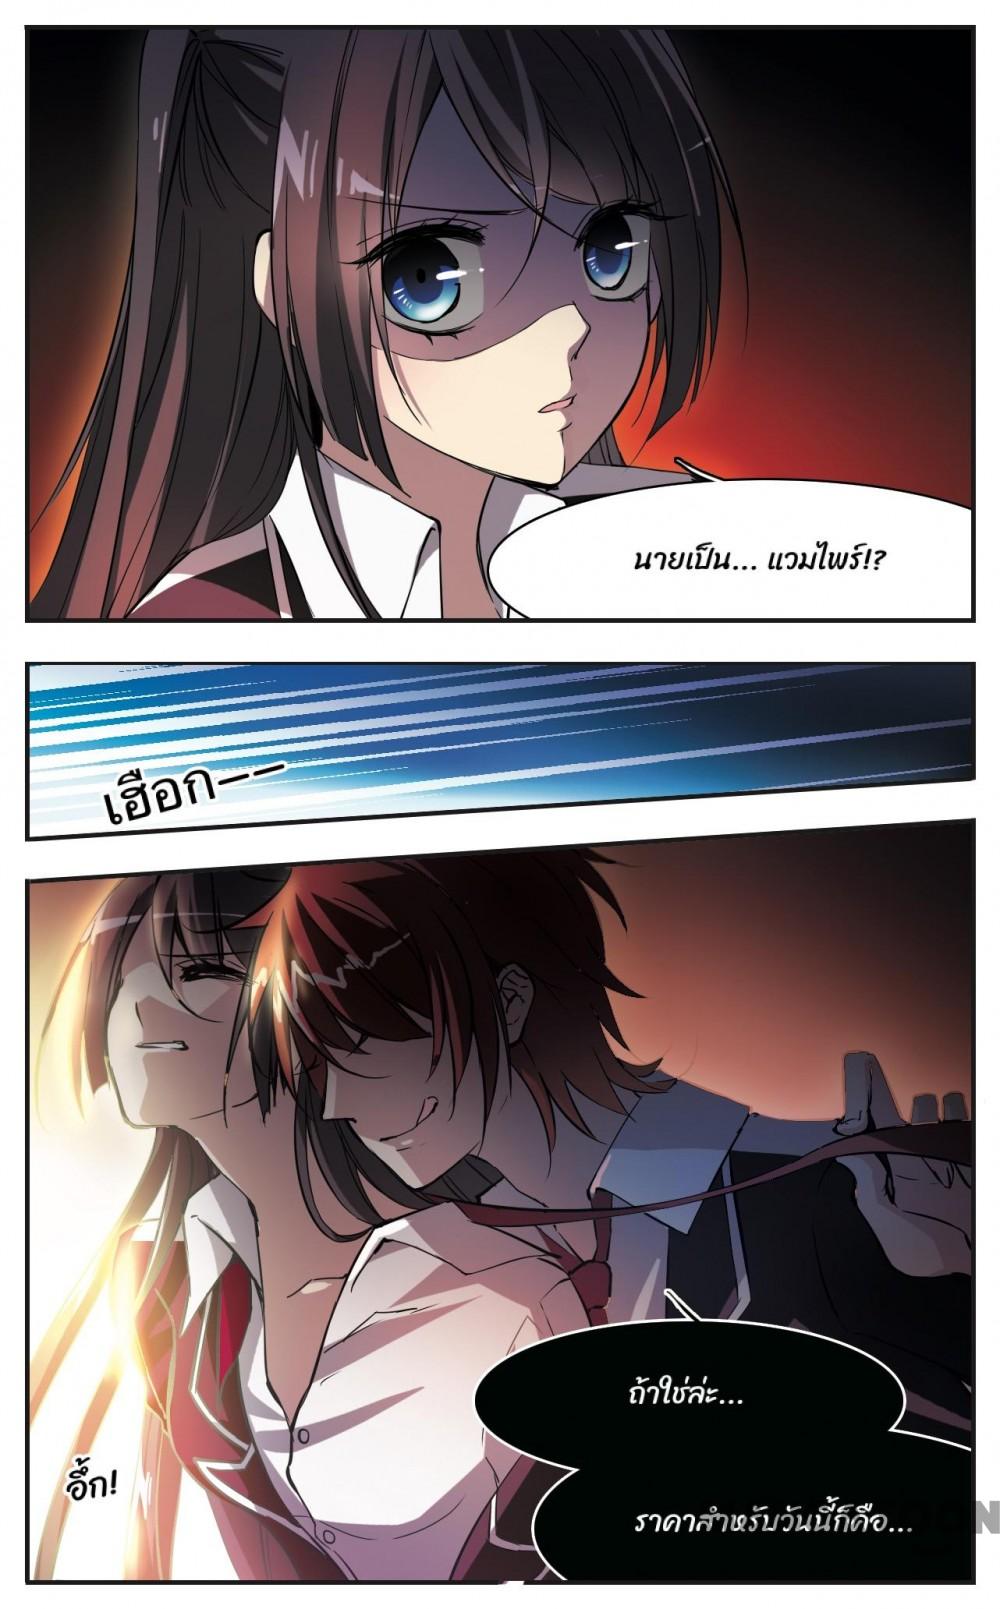 นายเป็น... แวมไพร์!?
เฮือก--
ถ้าใช่ล่ะ...
อึ้ก!
ราคาสำหรับวันนี้ก็คือ...